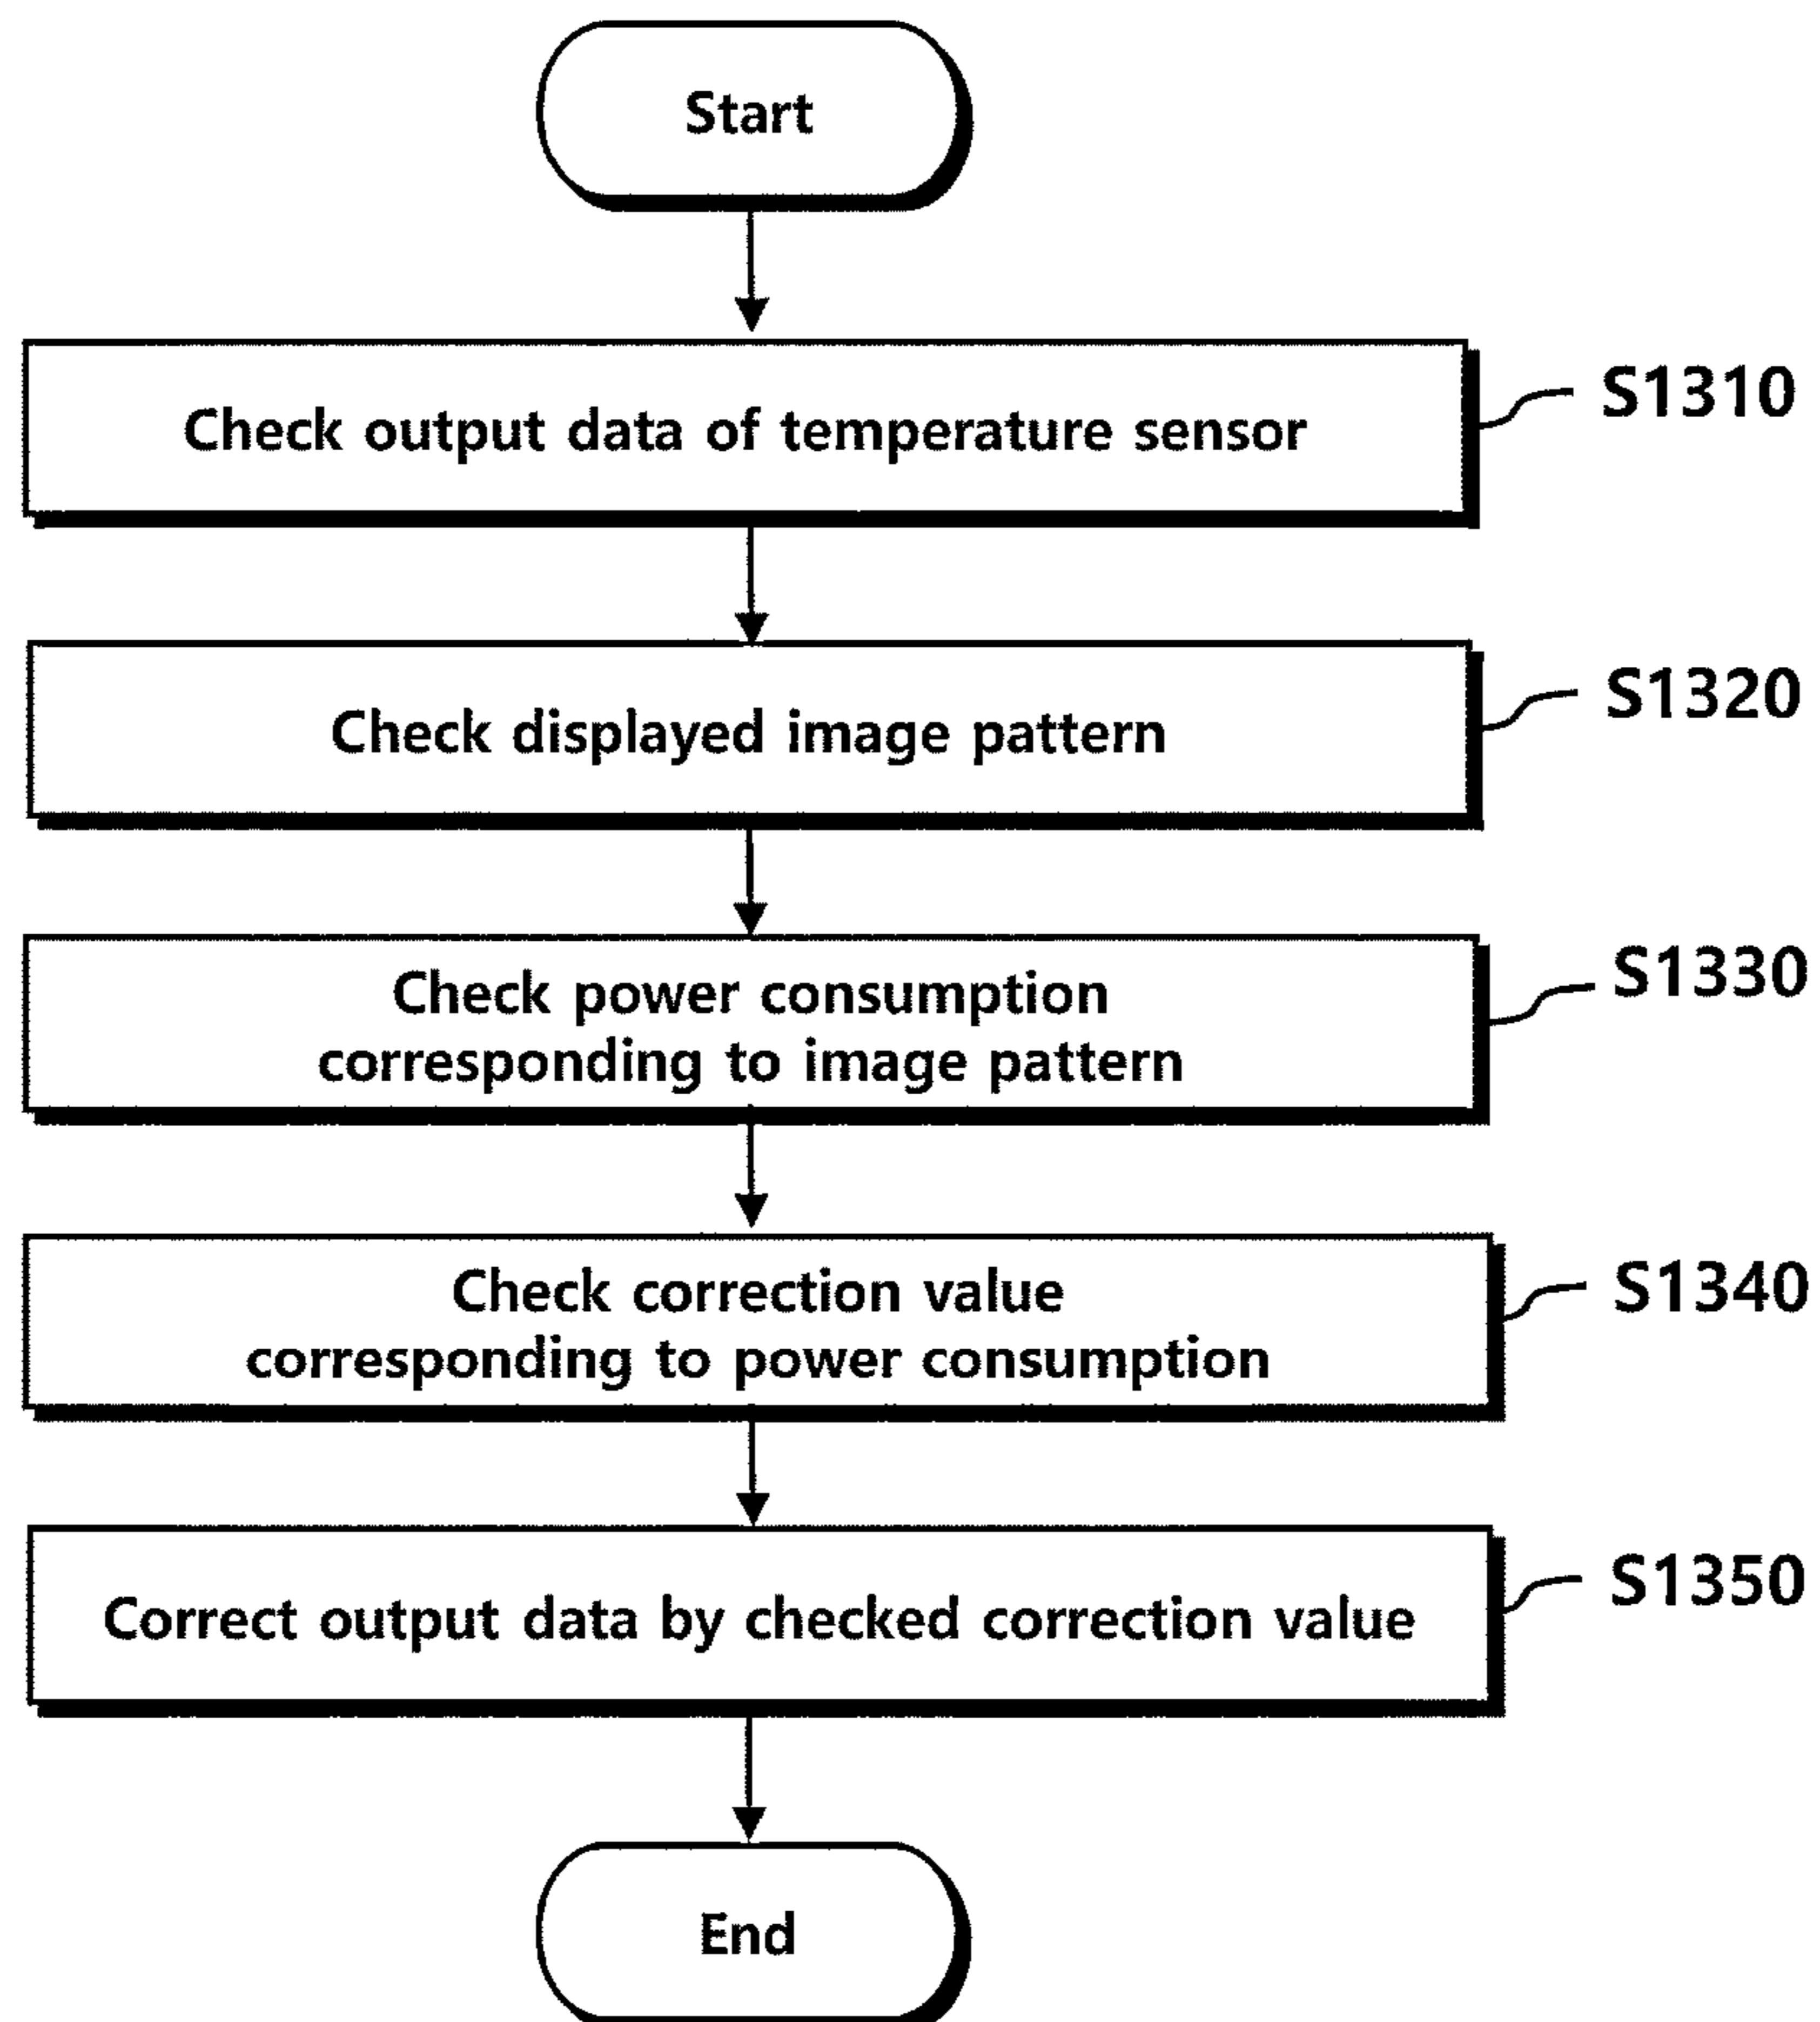 Start
Check output data of temperature sensor
S1310
Check displayed image pattern
S1320
Check power consumption
corresponding to image pattern
S1330
Check correction value
corresponding to power consumption
S1340
Correct output data by checked correction value
S1350
End